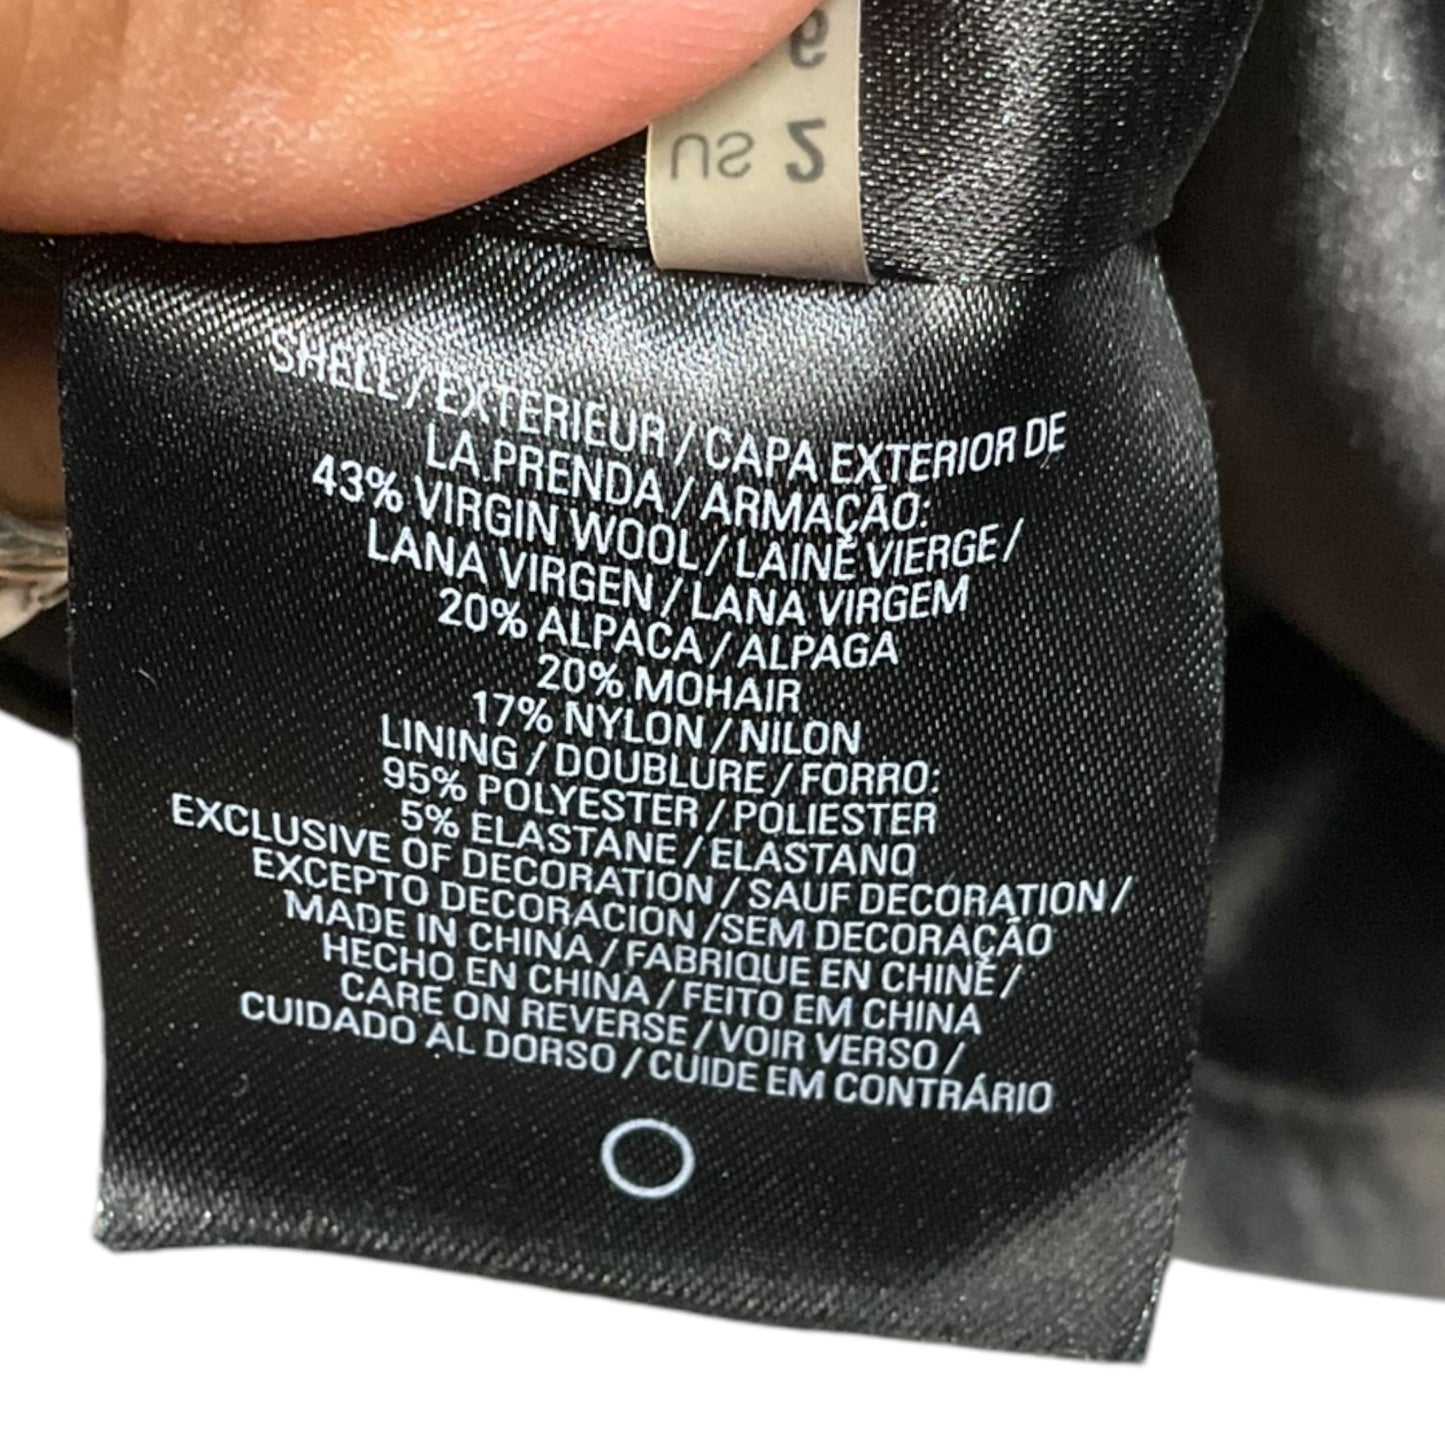 6
US 2
SHELL / EXTERIEUR / CAPA EXTERIOR DE
LA PRENDA / ARMAÇÃO:
43% VIRGIN WOOL / LAINE VIERGE /
LANA VIRGEN / LANA VIRGEM
20% ALPACA / ALPAGA
20% MOHAIR
17% NYLON / NILON
LINING / DOUBLURE / FORRO:
95% POLYESTER / POLIESTER
5% ELASTANE / ELASTANO
EXCLUSIVE OF DECORATION / SAUF DECORATION /
EXCEPTO DECORACION /SEM DECORAÇÃO
MADE IN CHINA / FABRIQUE EN CHINE /
HECHO EN CHINA / FEITO EM CHINA
CARE ON REVERSE / VOIR VERSO /
CUIDADO AL DORSO / CUIDE EM CONTRÁRIO